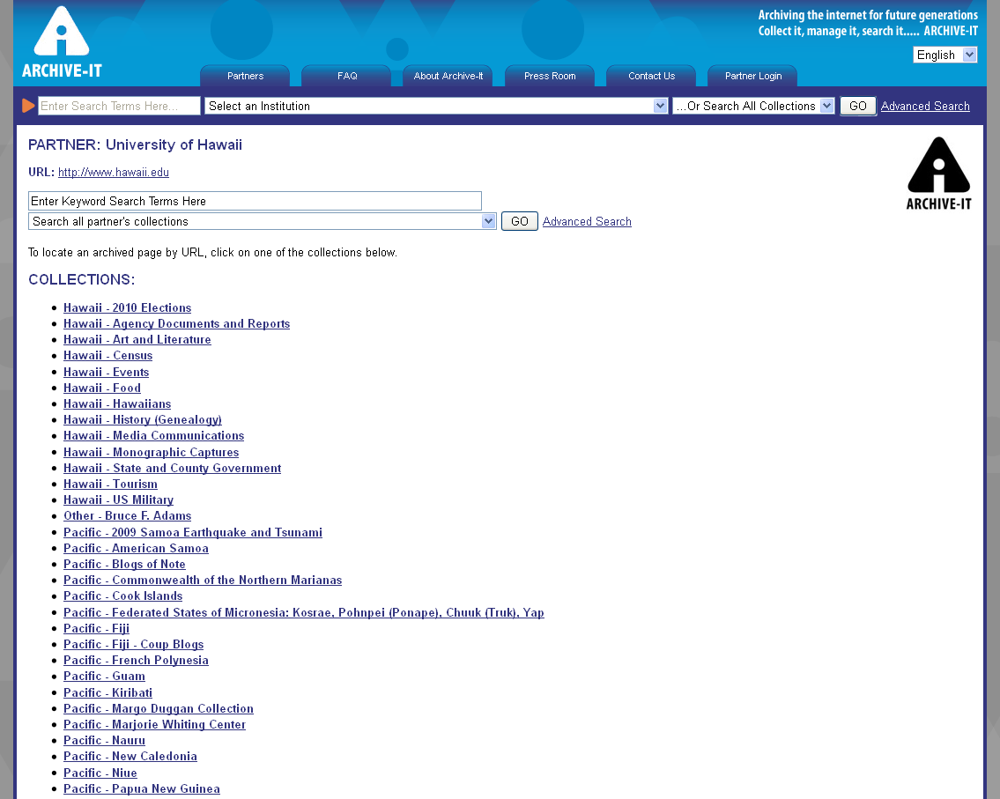 Archiving the internet for future generations
Collect it, manage it, search it..... ARCHIVE-IT
ARCHIVE-IT
English
Partners FAQ About Archive-It Press Room Contact Us Partner Login
Enter Search Terms Here... Select an Institution ...Or Search All Collections GO Advanced Search
PARTNER: University of Hawaii
URL: http://www.hawaii.edu
ARCHIVE-IT
Enter Keyword Search Terms Here
Search all partner's collections GO Advanced Search
To locate an archived page by URL, click on one of the collections below.
COLLECTIONS:
Hawaii - 2010 Elections
Hawaii - Agency Documents and Reports
Hawaii - Art and Literature
Hawaii - Census
Hawaii - Events
Hawaii - Food
Hawaii - Hawaiians
Hawaii - History (Genealogy)
Hawaii - Media Communications
Hawaii - Monographic Captures
Hawaii - State and County Government
Hawaii - Tourism
Hawaii - US Military
Other - Bruce F. Adams
Pacific - 2009 Samoa Earthquake and Tsunami
Pacific - American Samoa
Pacific - Blogs of Note
Pacific - Commonwealth of the Northern Marianas
Pacific - Cook Islands
Pacific - Federated States of Micronesia: Kosrae, Pohnpei (Ponape), Chuuk (Truk), Yap
Pacific - Fiji
Pacific - Fiji - Coup Blogs
Pacific - French Polynesia
Pacific - Guam
Pacific - Kiribati
Pacific - Margo Duggan Collection
Pacific - Marjorie Whiting Center
Pacific - Nauru
Pacific - New Caledonia
Pacific - Niue
Pacific - Papua New Guinea